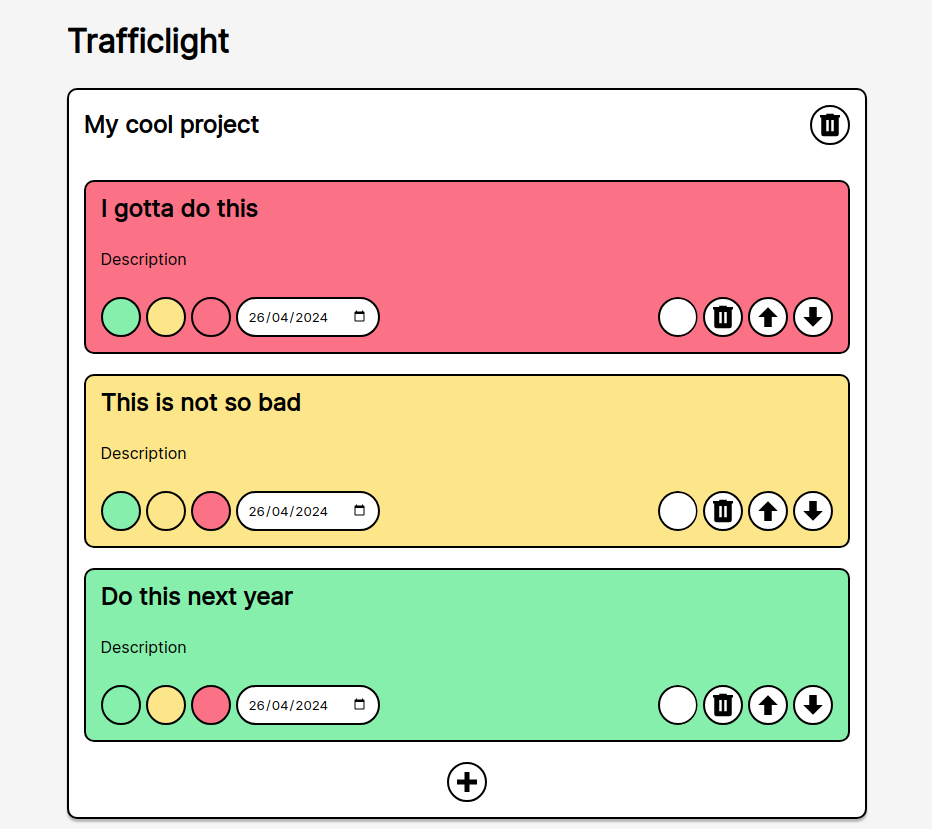 Trafficlight
My cool project
I gotta do this
Description
26/04/2024
This is not so bad
Description
26/04/2024
Do this next year
Description
26/04/2024